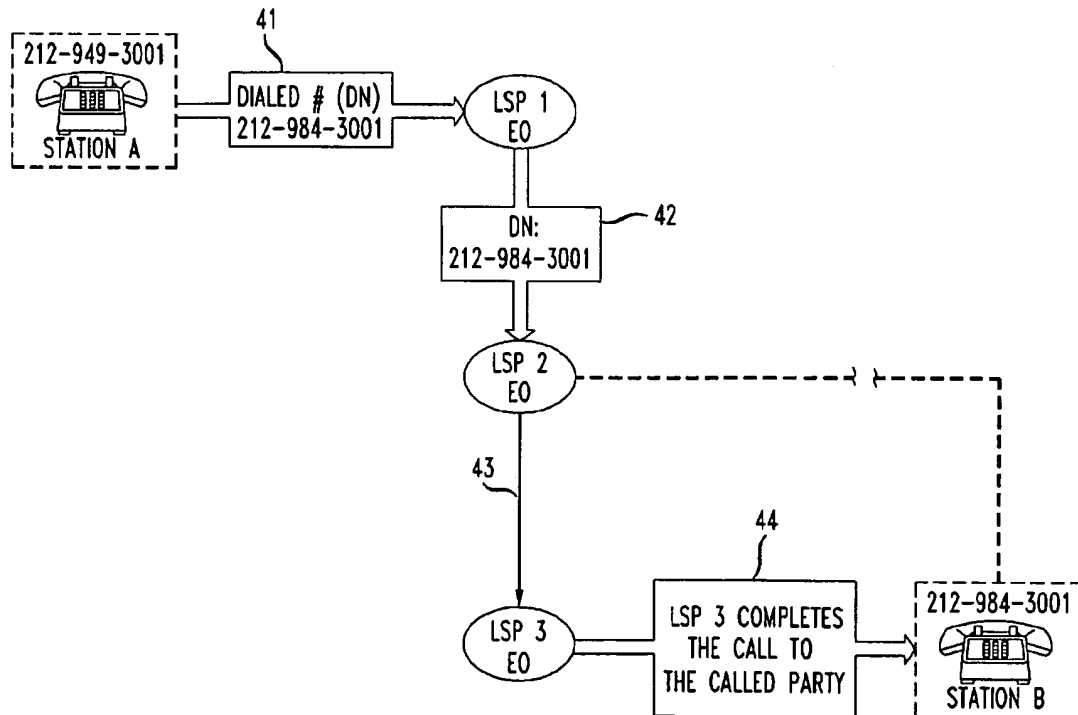 41
212-949-3001
STATION A
DIALED # (DN)
212-984-3001
LSP 1
EO
42
DN:
212-984-3001
LSP 2
EO
43
LSP 3
EO
44
LSP 3 COMPLETES
THE CALL TO
THE CALLED PARTY
212-984-3001
STATION B